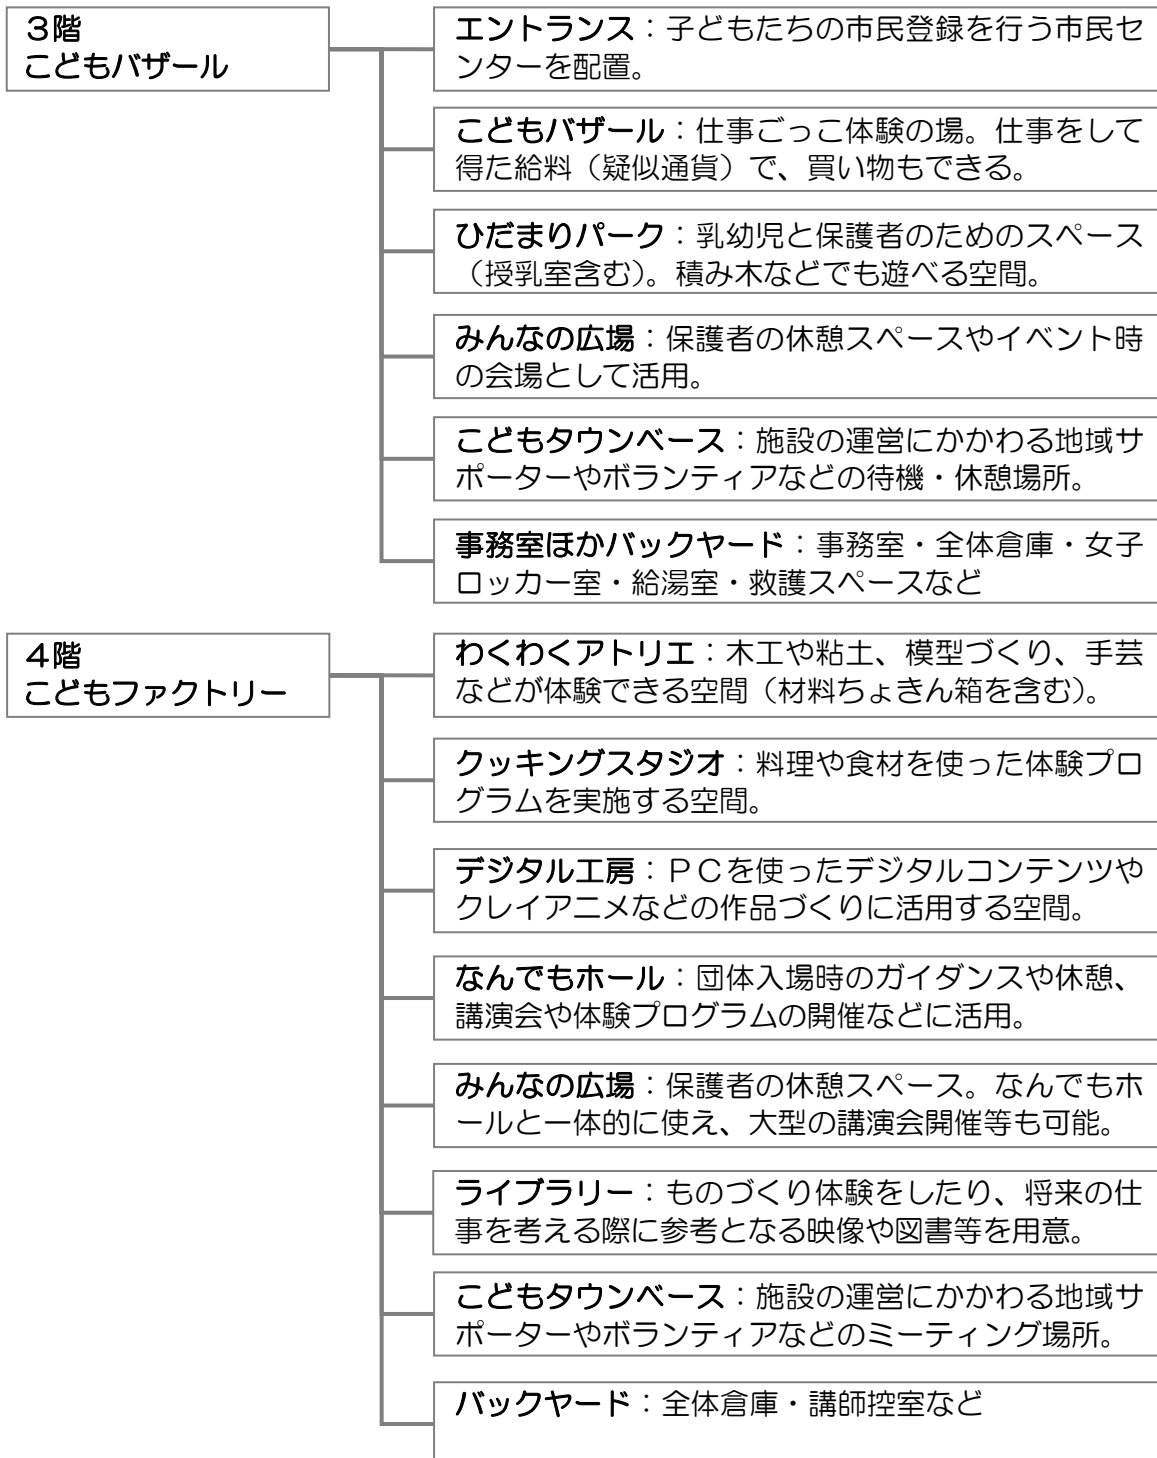 ３階
こどもバザール
エントランス：子どもたちの市民登録を行う市民セ
ンターを配置。
こどもバザール：仕事ごっこ体験の場。仕事をして
得た給料（疑似通貨）で、買い物もできる。
ひだまりパーク：乳幼児と保護者のためのスペース
（授乳室含む）。積み木などでも遊べる空間。
みんなの広場：保護者の休憩スペースやイベント時
の会場として活用。
こどもタウンベース：施設の運営にかかわる地域サ
ポーターやボランティアなどの待機・休憩場所。
事務室ほかバックヤード：事務室・全体倉庫・女子
ロッカー室・給湯室・救護スペースなど
４階
こどもファクトリー
わくわくアトリエ：木工や粘土、模型づくり、手芸
などが体験できる空間（材料ちょきん箱を含む）。
クッキングスタジオ：料理や食材を使った体験プロ
グラムを実施する空間。
デジタル工房：ＰＣを使ったデジタルコンテンツや
クレイアニメなどの作品づくりに活用する空間。
なんでもホール：団体入場時のガイダンスや休憩、
講演会や体験プログラムの開催などに活用。
みんなの広場：保護者の休憩スペース。なんでもホ
ールと一体的に使え、大型の講演会開催等も可能。
ライブラリー：ものづくり体験をしたり、将来の仕
事を考える際に参考となる映像や図書等を用意。
こどもタウンベース：施設の運営にかかわる地域サ
ポーターやボランティアなどのミーティング場所。
バックヤード：全体倉庫・講師控室など